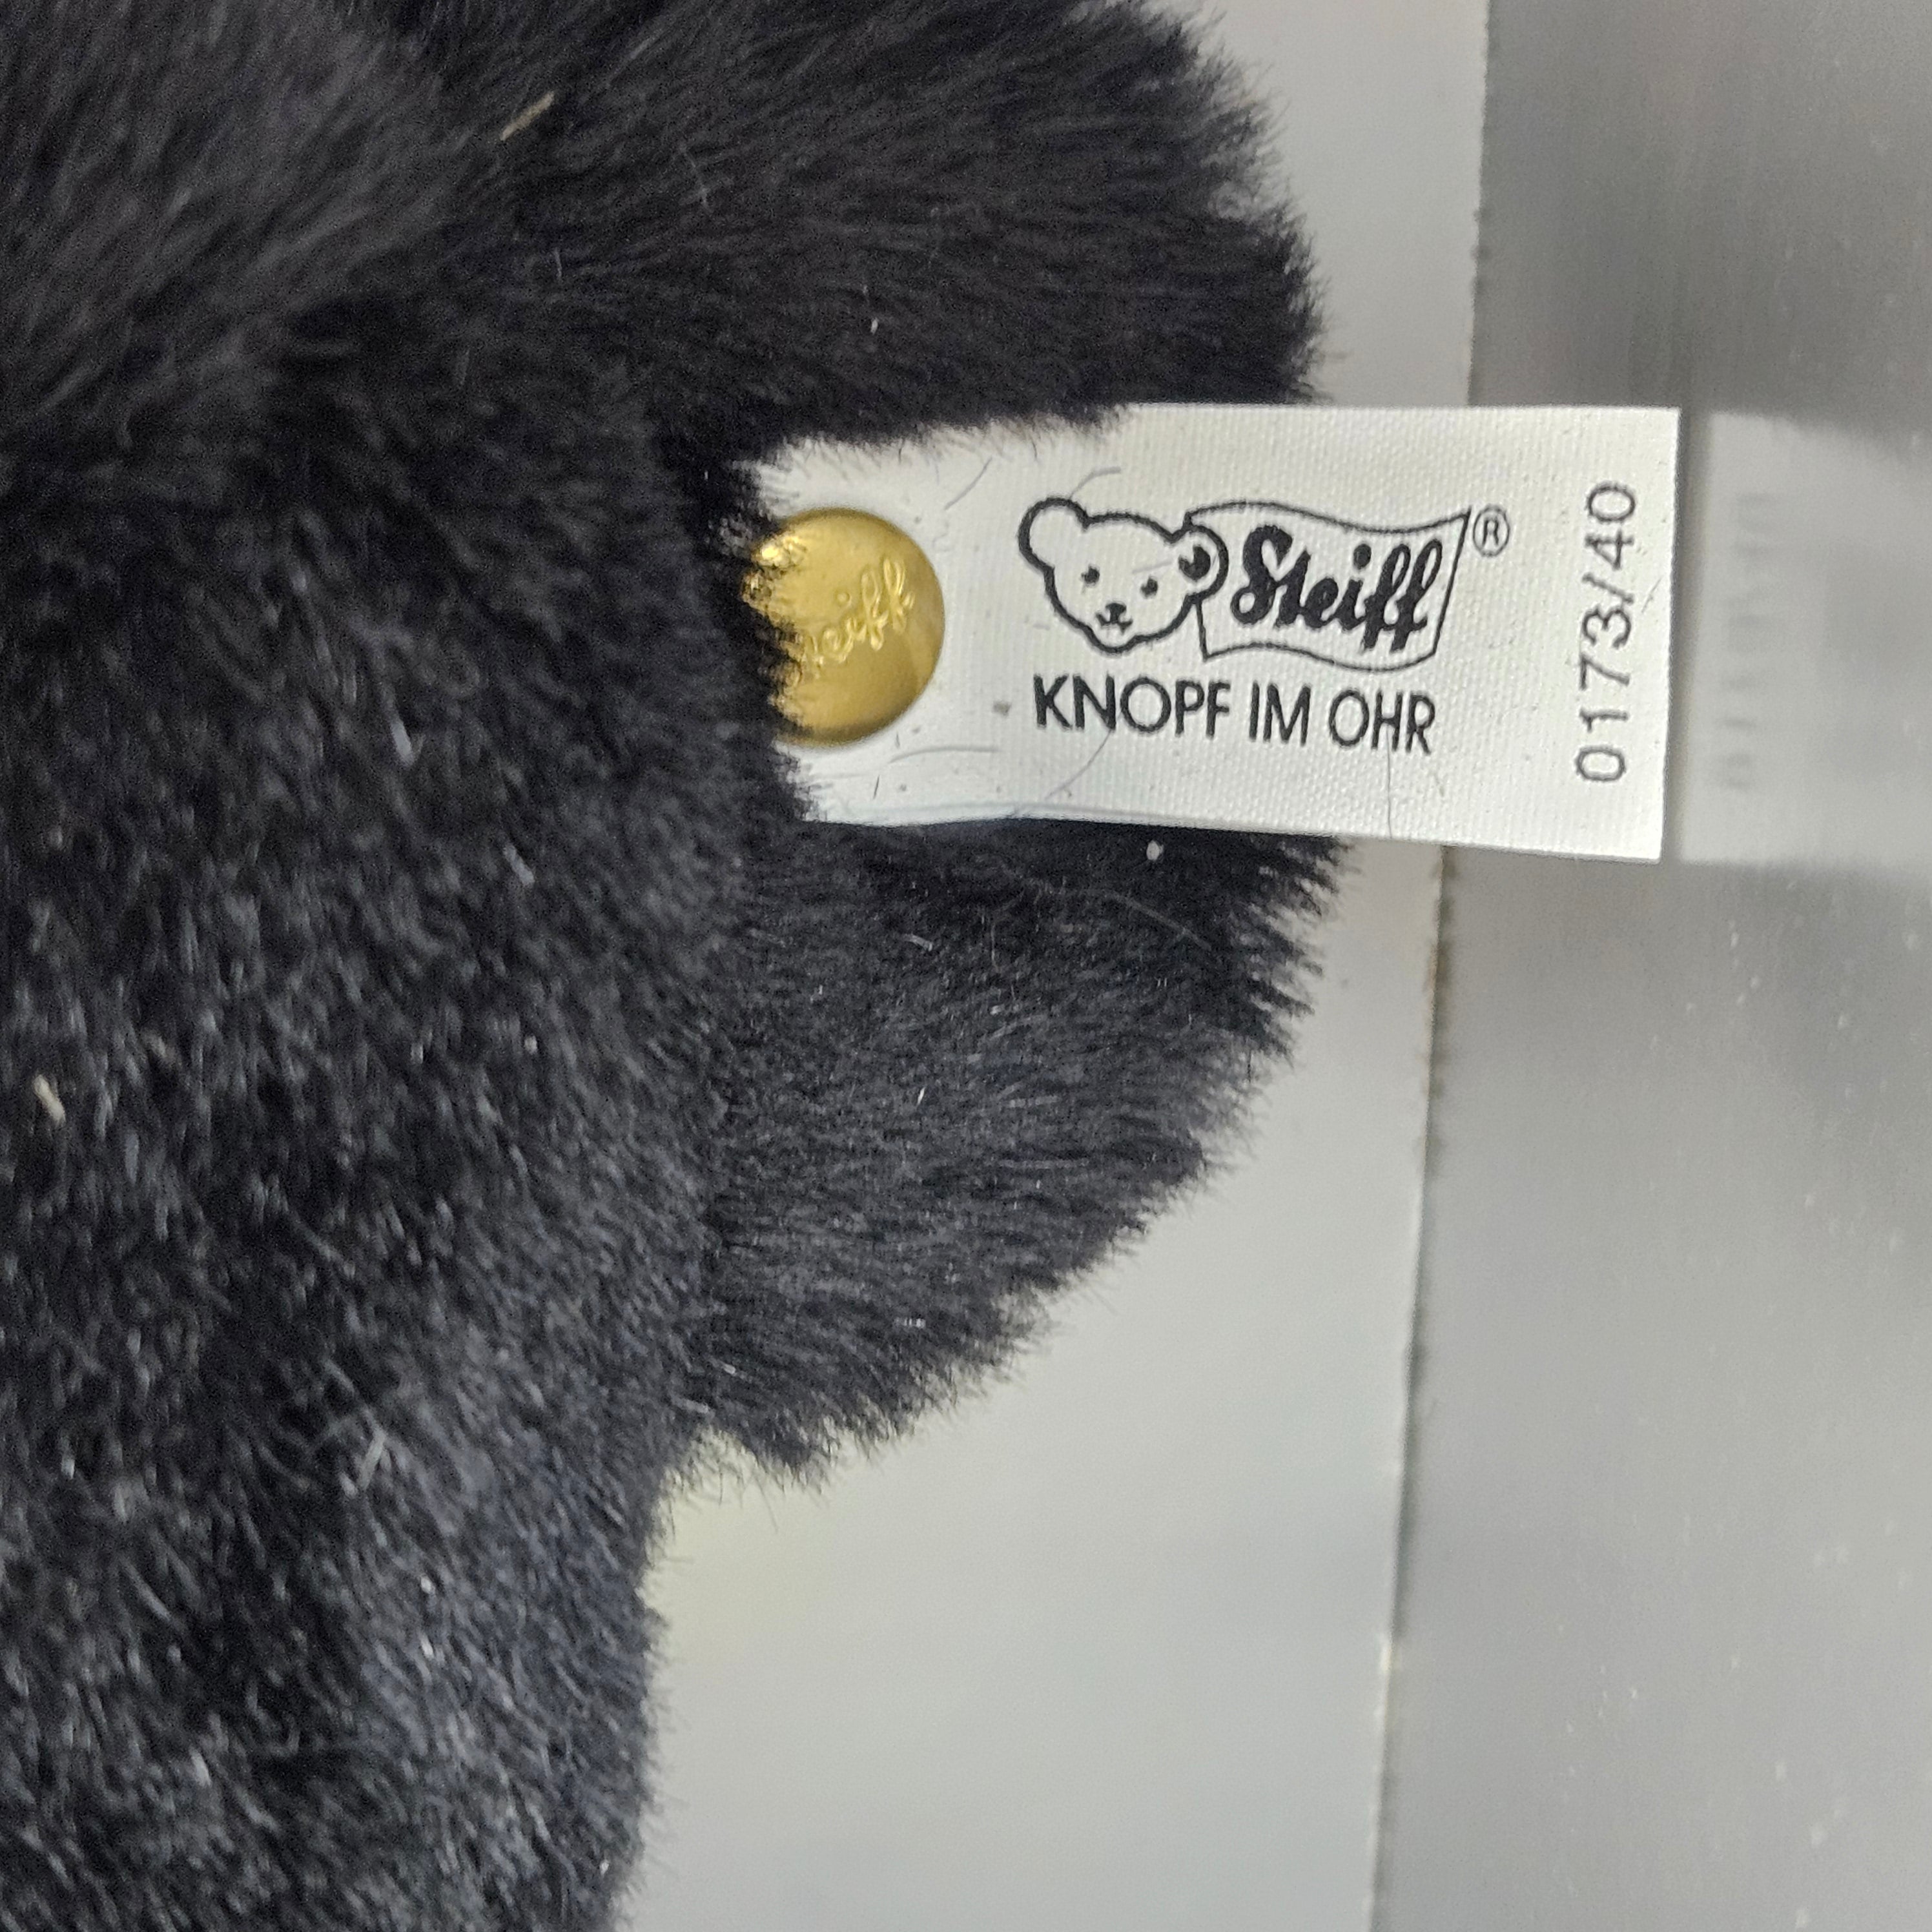 Steiff
Steiff ®
KNOPF IM OHR
0173/40